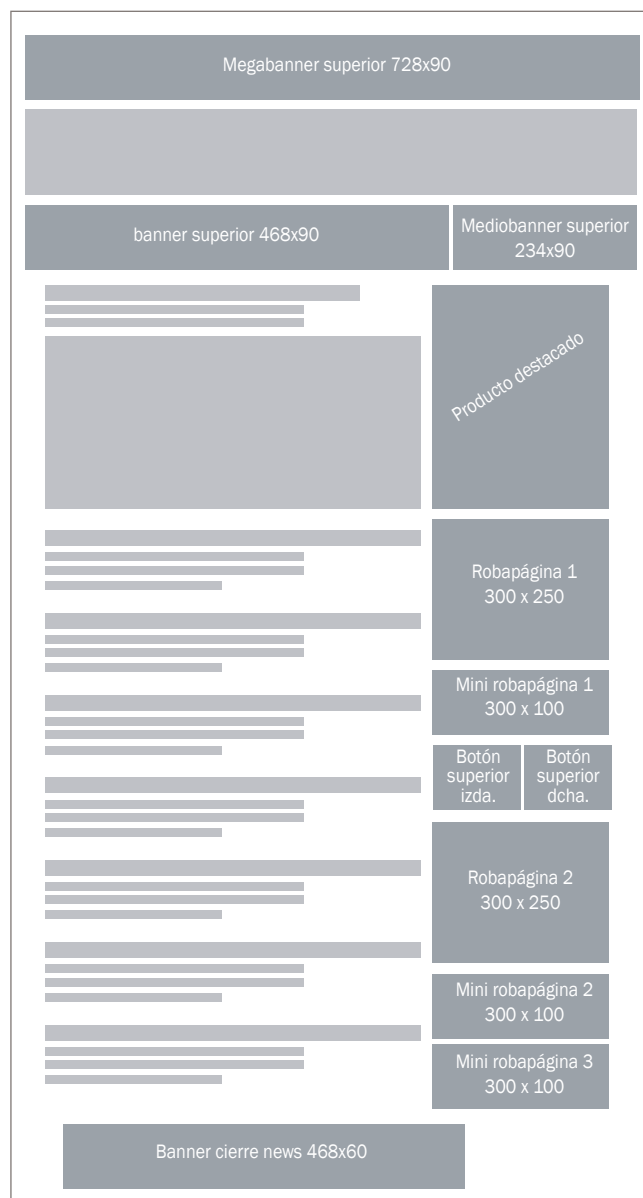 Megabanner superior 728x90
banner superior 468x90
Mediobanner superior
234x90
Producto destacado
Robapágina 1
300 x 250
Mini robapágina 1
300 x 100
Botón
superior
izda.
Botón
superior
dcha.
Robapágina 2
300 x 250
Mini robapágina 2
300 x 100
Mini robapágina 3
300 x 100
Banner cierre news 468x60